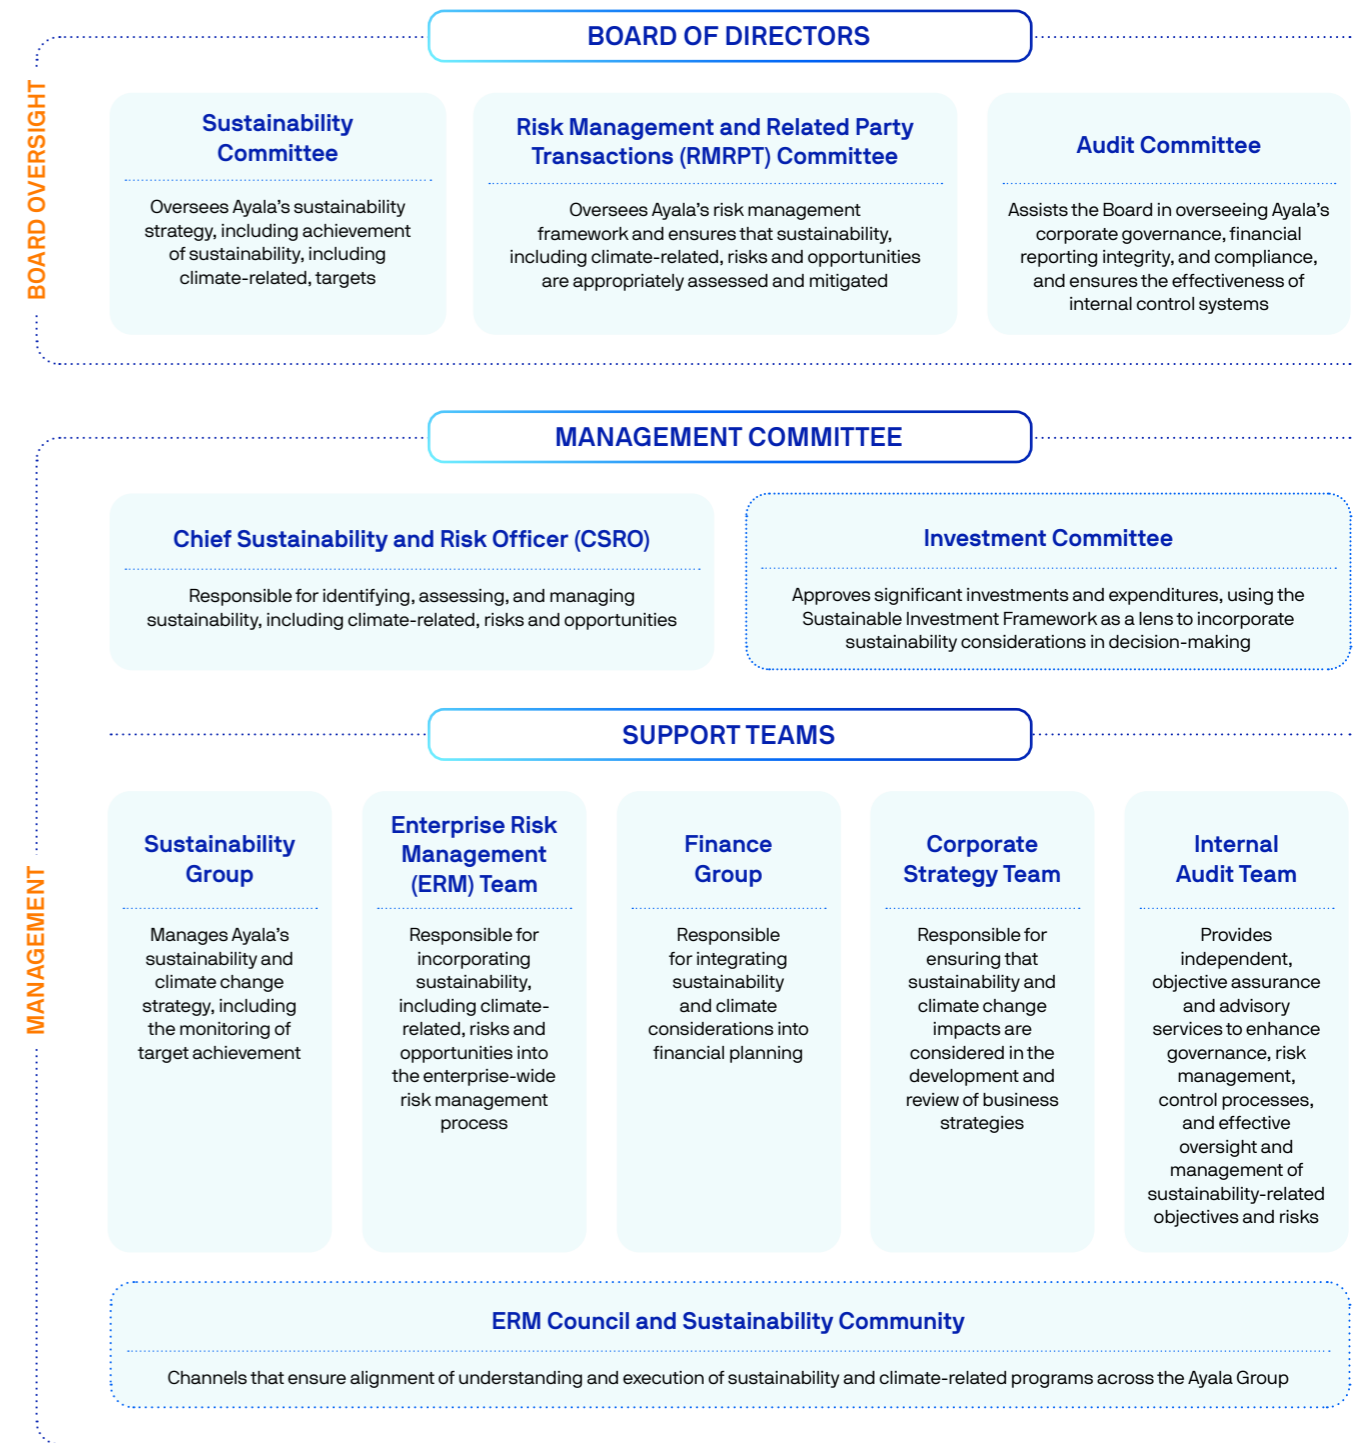 BOARD OF DIRECTORS
BOARD OVERSIGHT
Sustainability
Committee
Oversees Ayala's sustainability
strategy, including achievement
of sustainability, including
climate-related, targets
Risk Management and Related Party
Transactions (RMRPT) Committee
Oversees Ayala's risk management
framework and ensures that sustainability,
including climate-related, risks and opportunities
are appropriately assessed and mitigated
Audit Committee
Assists the Board in overseeing Ayala's
corporate governance, financial
reporting integrity, and compliance,
and ensures the effectiveness of
internal control systems
MANAGEMENT COMMITTEE
MANAGEMENT
Chief Sustainability and Risk Officer (CSRO)
Responsible for identifying, assessing, and managing
sustainability, including climate-related, risks and opportunities
Investment Committee
Approves significant investments and expenditures, using the
Sustainable Investment Framework as a lens to incorporate
sustainability considerations in decision-making
SUPPORT TEAMS
Sustainability
Group
Manages Ayala's
sustainability and
climate change
strategy, including
the monitoring of
target achievement
Enterprise Risk
Management
(ERM) Team
Responsible for
incorporating
sustainability,
including climate-
related, risks and
opportunities into
the enterprise-wide
risk management
process
Finance
Group
Responsible
for integrating
sustainability
and climate
considerations into
financial planning
Corporate
Strategy Team
Responsible for
ensuring that
sustainability and
climate change
impacts are
considered in the
development and
review of business
strategies
Internal
Audit Team
Provides
independent,
objective assurance
and advisory
services to enhance
governance, risk
management,
control processes,
and effective
oversight and
management of
sustainability-related
objectives and risks
ERM Council and Sustainability Community
Channels that ensure alignment of understanding and execution of sustainability and climate-related programs across the Ayala Group